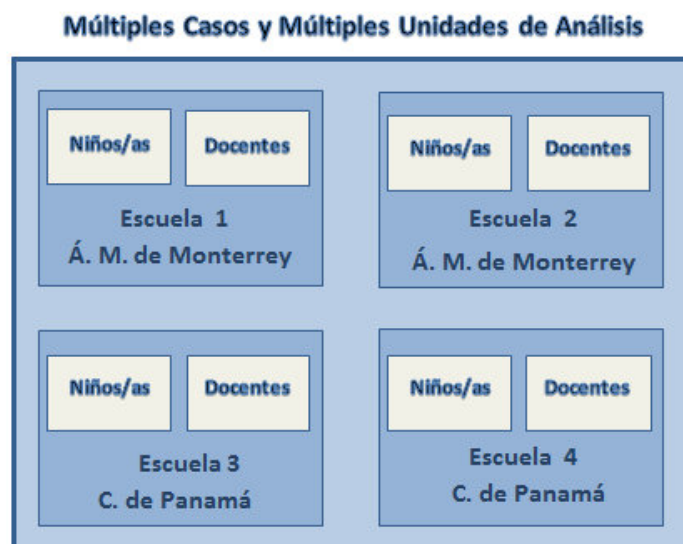 Múltiples Casos y Múltiples Unidades de Análisis
Niños/as
Docentes
Escuela 1
Á. M. de Monterrey
Niños/as
Docentes
Escuela 2
Á. M. de Monterrey
Niños/as
Docentes
Escuela 3
C. de Panamá
Niños/as
Docentes
Escuela 4
C. de Panamá